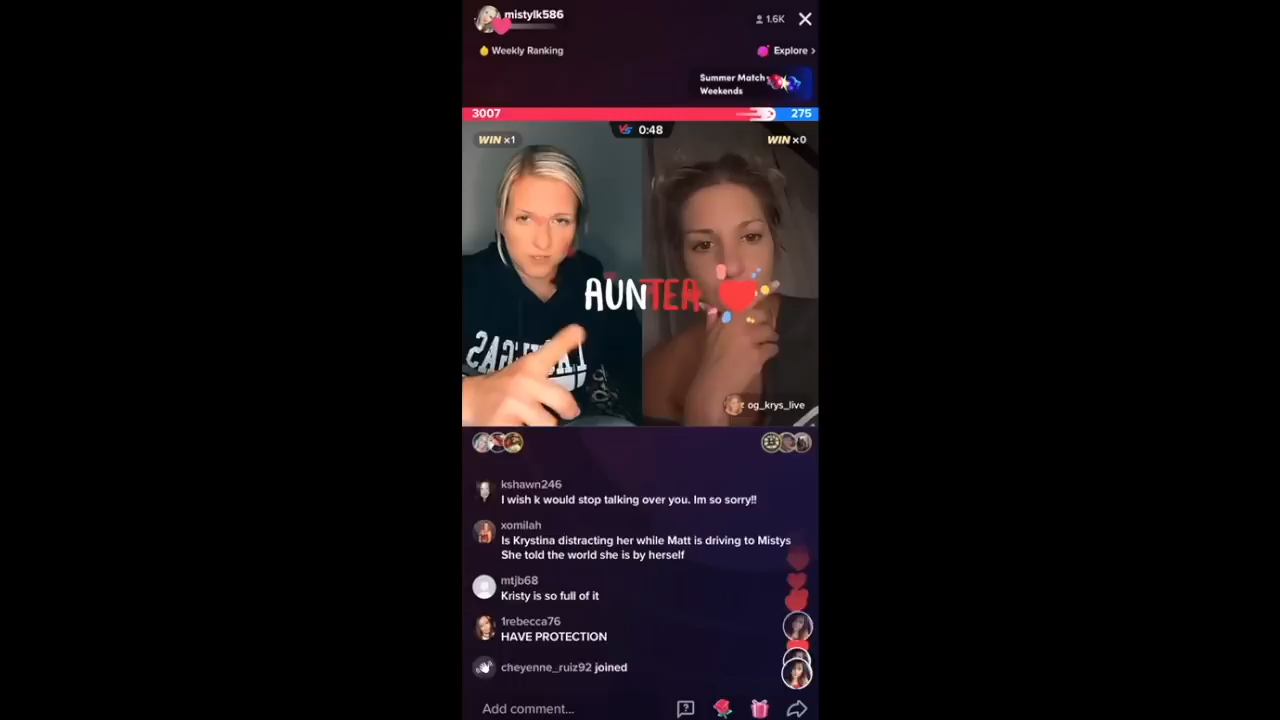 mistylk586
1.6K
Weekly Ranking
Explore >
Summer Match
Weekends
3007
275
VS 0:48
WIN x1
WIN x0
AUNTEA
og_krys_live
kshawn246
I wish k would stop talking over you. Im so sorry!!
xomilah
Is Krystina distracting her while Matt is driving to Mistys
She told the world she is by herself
mtjb68
Kristy is so full of it
1rebecca76
HAVE PROTECTION
cheyenne_ruiz92 joined
Add comment...